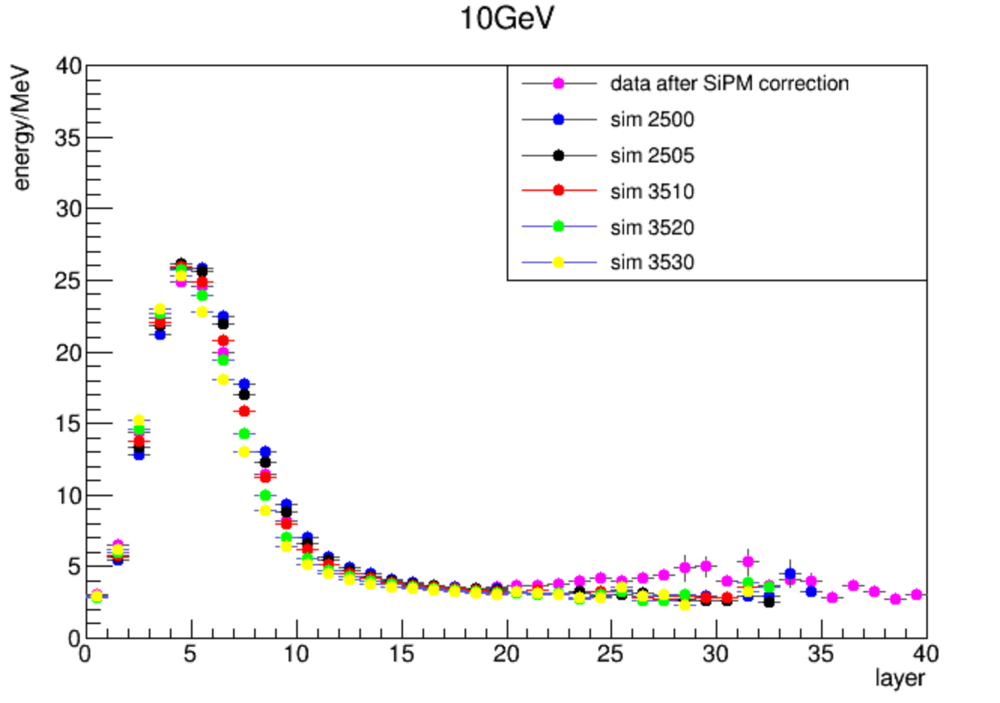 10GeV
energy/MeV
40
35
30
25
20
15
10
5
0
data after SiPM correction
sim 2500
sim 2505
sim 3510
sim 3520
sim 3530
0 5 10 15 20 25 30 35 40
layer